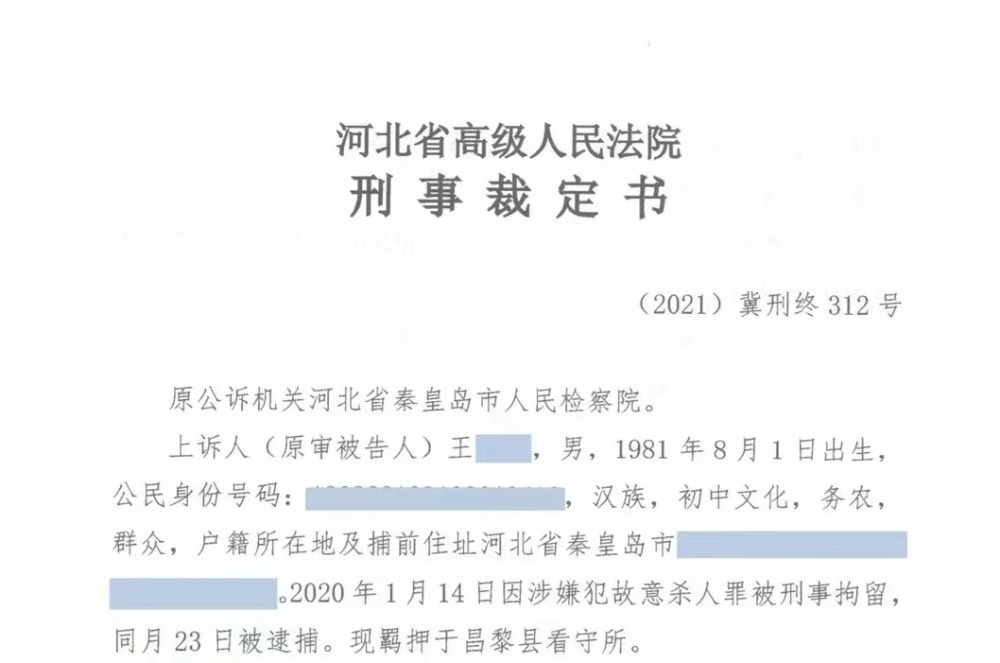 河北省高级人民法院
刑事裁定书
（2021）冀刑终312号
原公诉机关河北省秦皇岛市人民检察院。
上诉人（原审被告人）王，男，1981年8月1日出生，
公民身份号码：，汉族，初中文化，务农，
群众，户籍所在地及捕前住址河北省秦皇岛市
。2020年1月14日因涉嫌犯故意杀人罪被刑事拘留，
同月23日被逮捕。现羁押于昌黎县看守所。